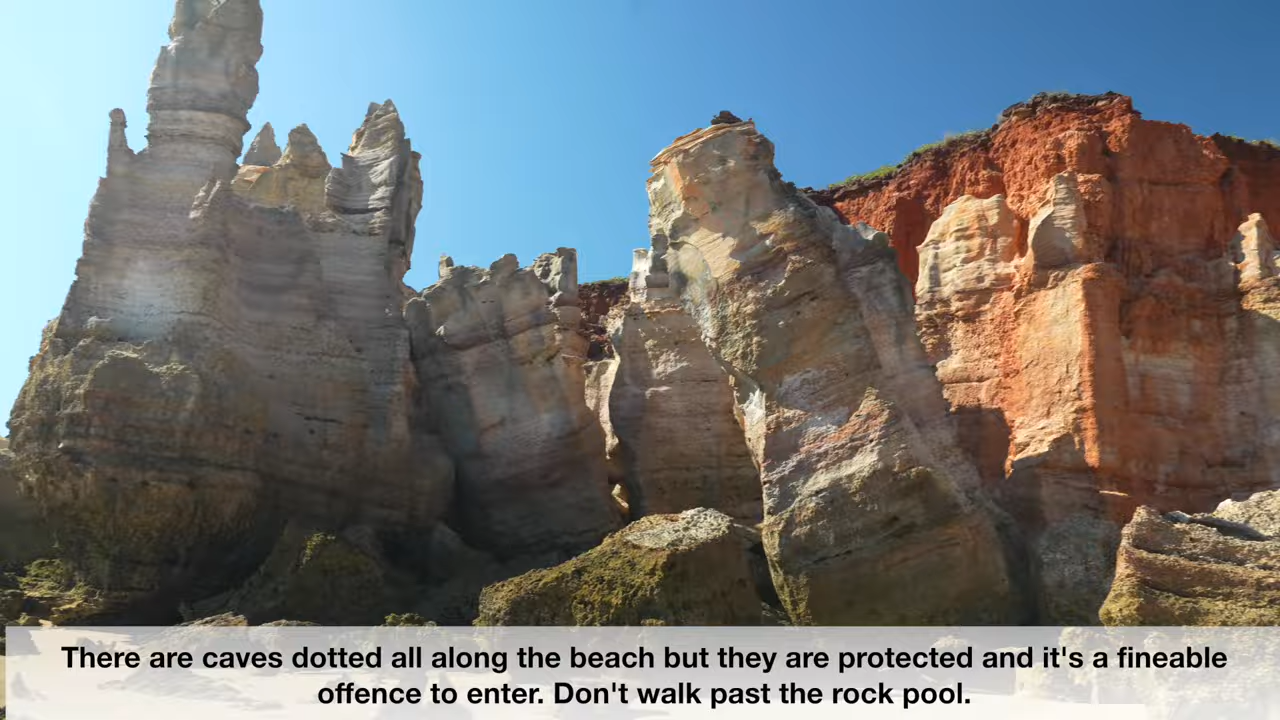 There are caves dotted all along the beach but they are protected and it's a fineable
offence to enter. Don't walk past the rock pool.